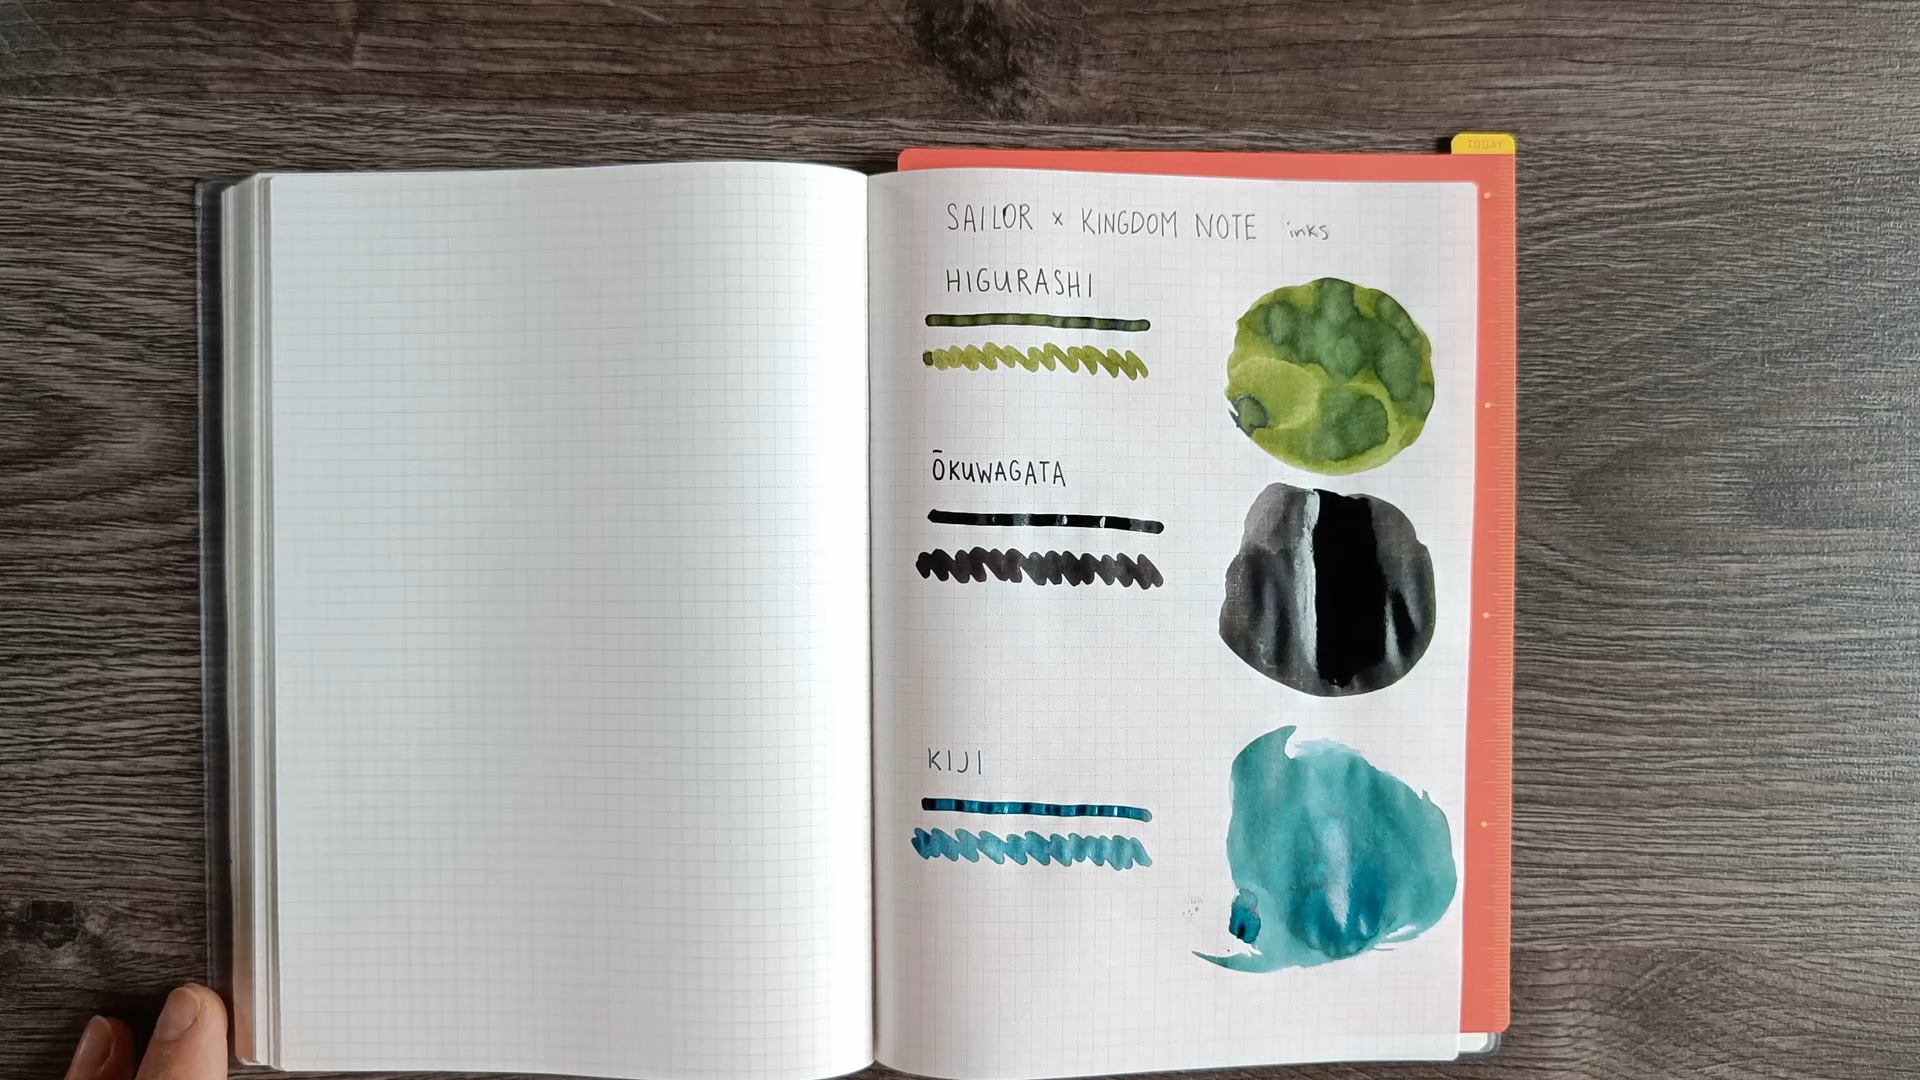 TODAY
SAILOR × KINGDOM NOTE inks
HIGURASHI
ŌKUWAGATA
KIJI